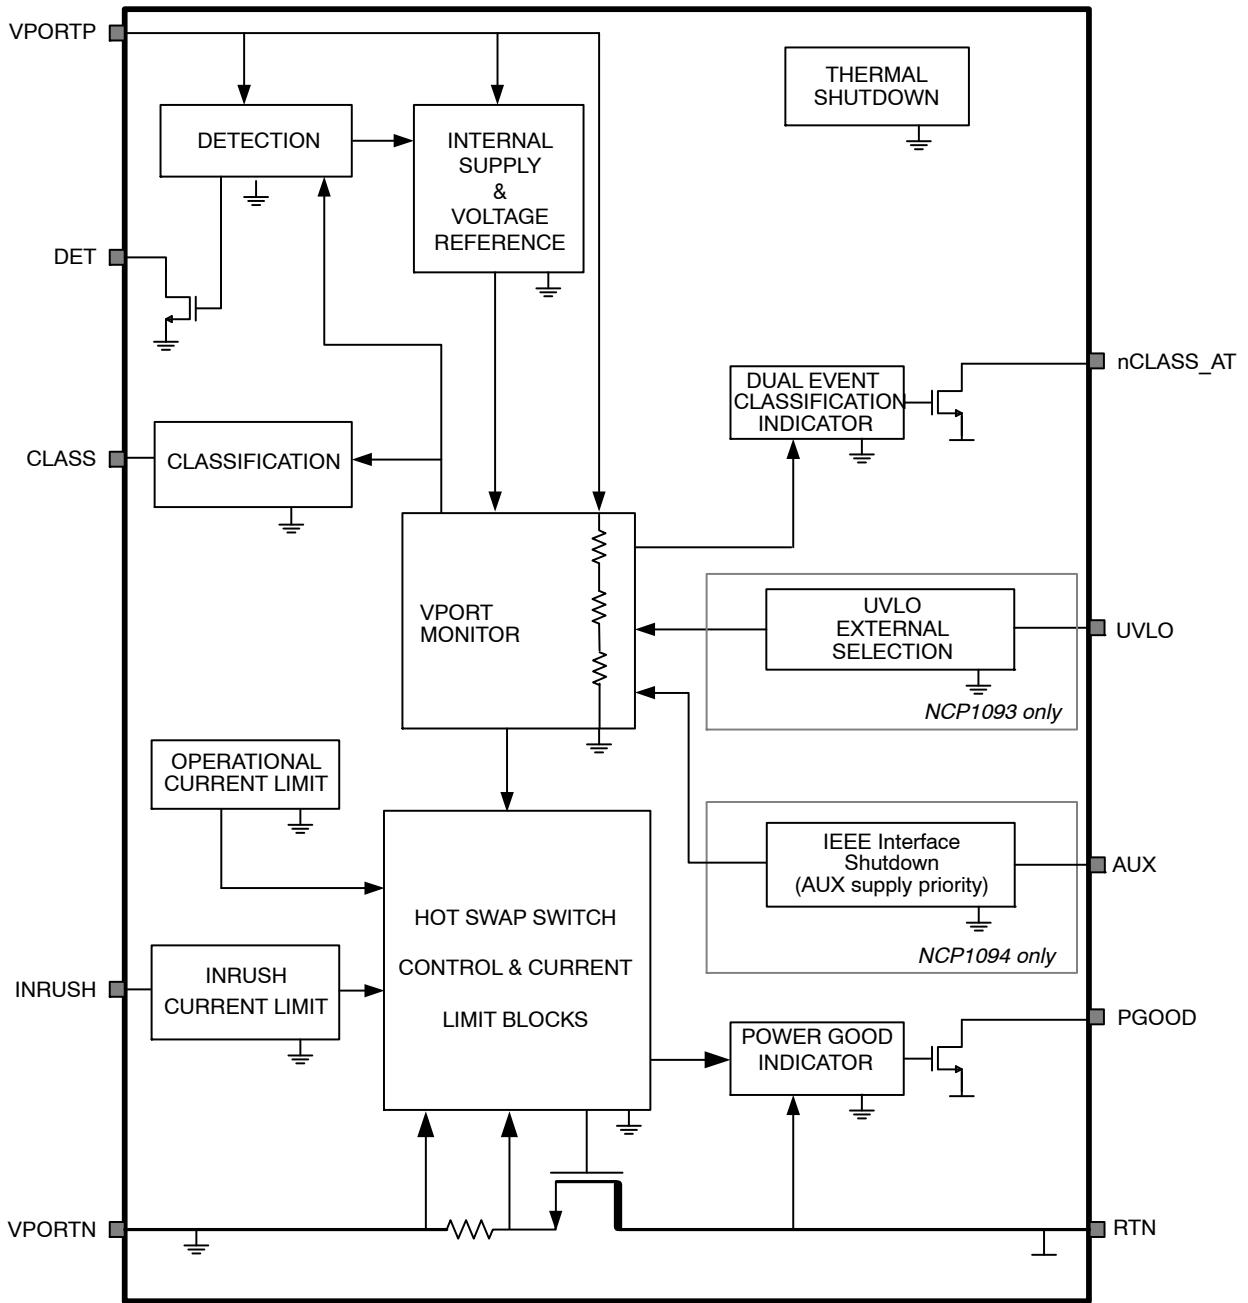 VPORTP
THERMAL
SHUTDOWN
DETECTION
INTERNAL
SUPPLY
&
VOLTAGE
REFERENCE
DET
nCLASS_AT
DUAL EVENT
CLASSIFICATION
INDICATOR
CLASS
CLASSIFICATION
VPORT
MONITOR
UVLO
EXTERNAL
SELECTION
UVLO
NCP1093 only
OPERATIONAL
CURRENT LIMIT
IEEE Interface
Shutdown
(AUX supply priority)
AUX
NCP1094 only
HOT SWAP SWITCH
CONTROL & CURRENT
LIMIT BLOCKS
INRUSH
INRUSH
CURRENT LIMIT
PGOOD
POWER GOOD
INDICATOR
VPORTN
RTN